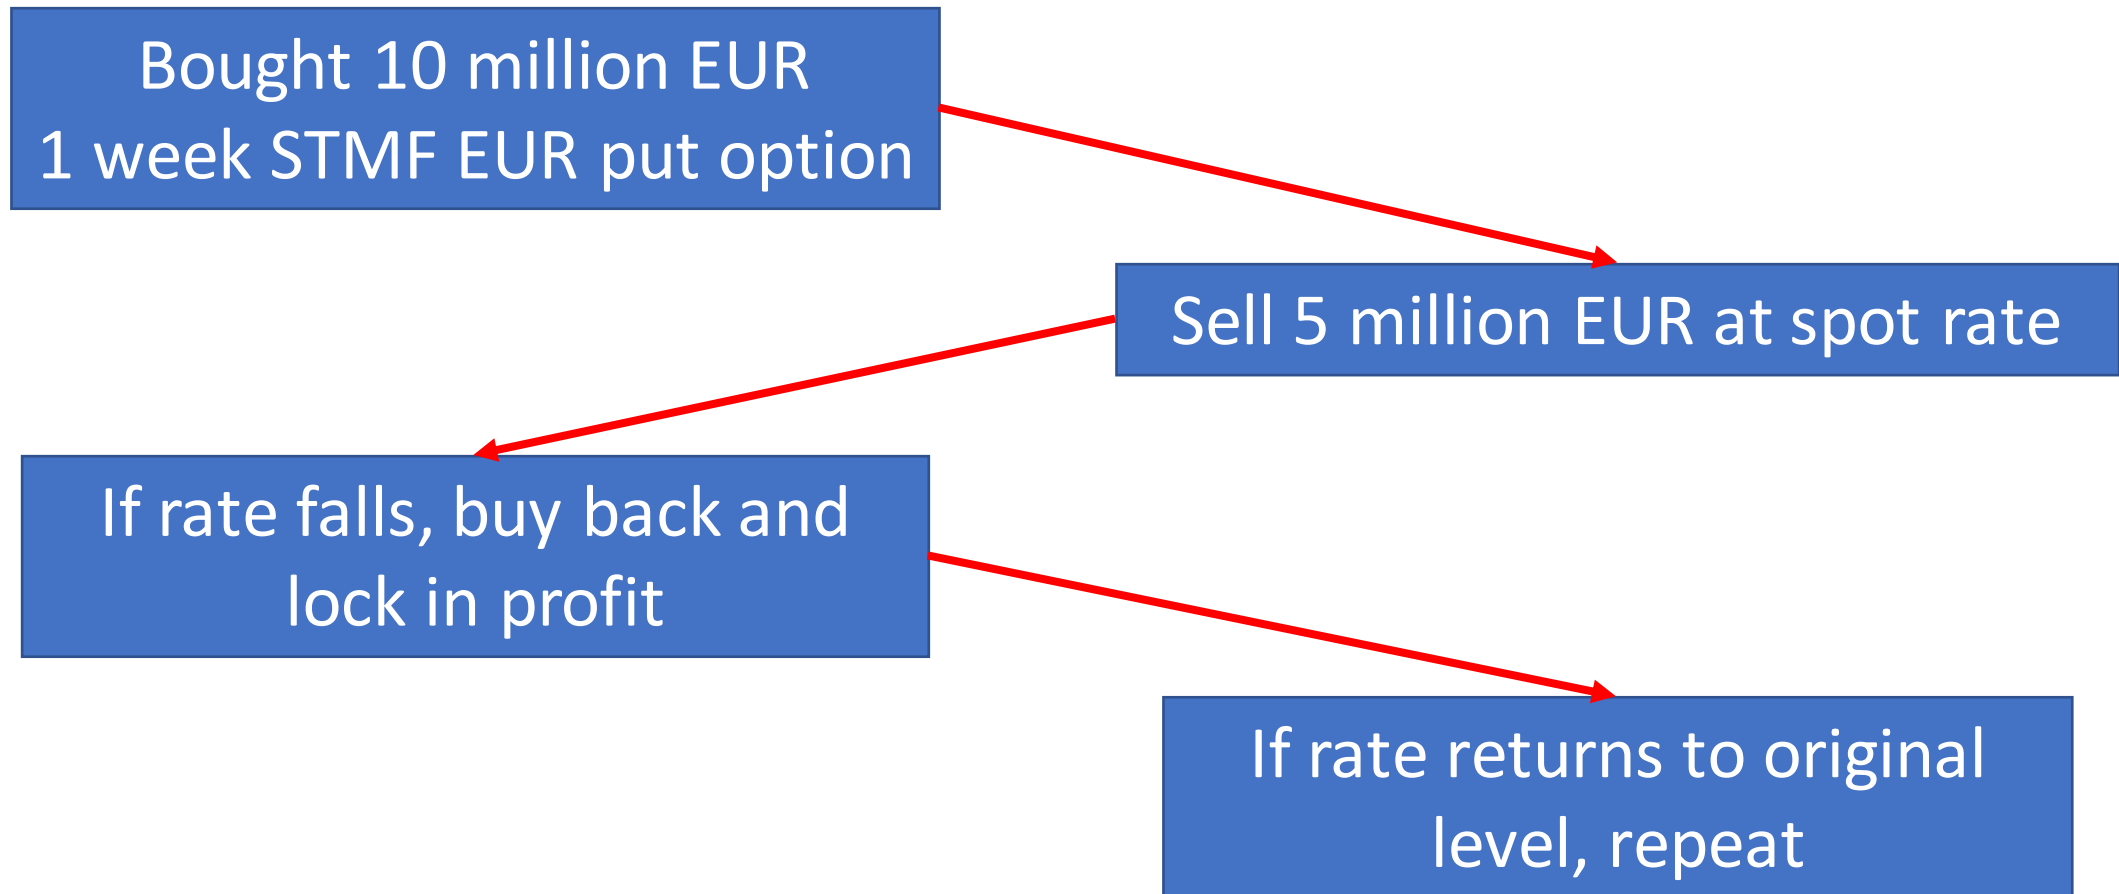 Bought 10 million EUR
1 week STMF EUR put option
Sell 5 million EUR at spot rate
If rate falls, buy back and
lock in profit
If rate returns to original
level, repeat